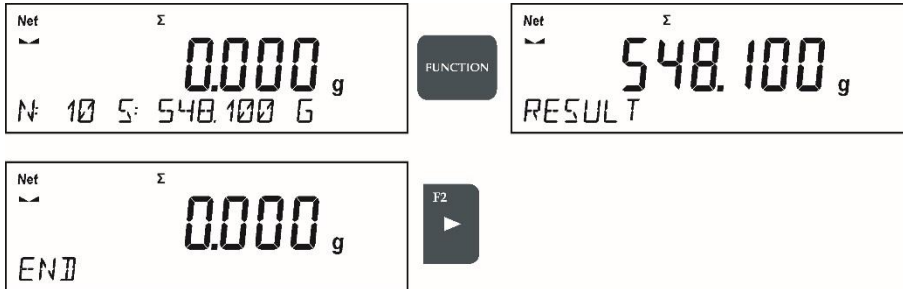 Net Σ
0.000 g
N: 10 S: 548.100 G
FUNCTION
Net Σ
548.100 g
RESULT
Net Σ
0.000 g
END
F2